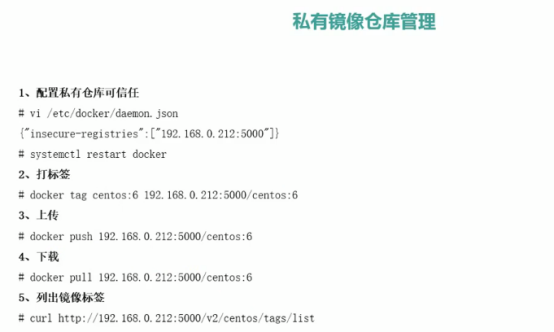 私有镜像仓库管理
1、配置私有仓库可信任
# vi /etc/docker/daemon.json
{"insecure-registries":["192.168.0.212:5000"]}
# systemctl restart docker
2、打标签
# docker tag centos:6 192.168.0.212:5000/centos:6
3、上传
# docker push 192.168.0.212:5000/centos:6
4、下载
# docker pull 192.168.0.212:5000/centos:6
5、列出镜像标签
# curl http://192.168.0.212:5000/v2/centos/tags/list